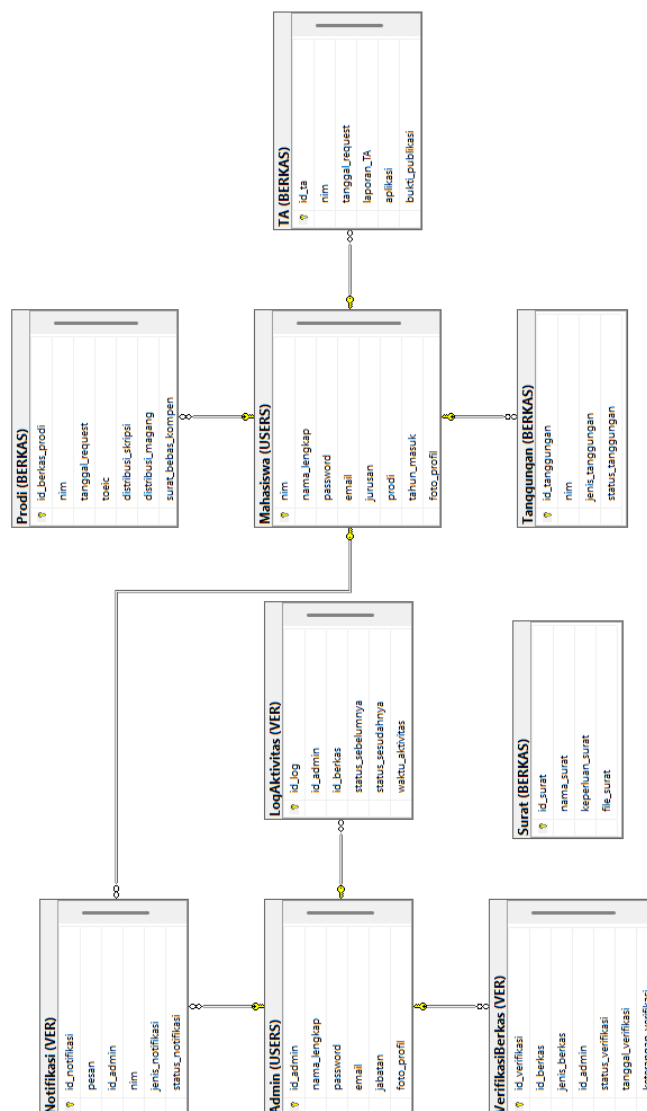 TA (BERKAS)
id_ta
nim
tanggal_request
laporan_TA
aplikasi
bukti_publikasi
Prodi (BERKAS)
id_berkas_prodi
nim
tanggal_request
toeic
distribusi_skripsi
distribusi_magang
surat_bebas_kompen
Mahasiswa (USERS)
nim
nama_lengkap
password
email
jurusan
prodi
tahun_masuk
foto_profil
Tanggungan (BERKAS)
id_tanggungan
nim
jenis_tanggungan
status_tanggungan
LogAktivitas (VER)
id_log
id_admin
id_berkas
status_sebelumnya
status_sesudahnya
waktu_aktivitas
Surat (BERKAS)
id_surat
nama_surat
keperluan_surat
file_surat
Notifikasi (VER)
id_notifikasi
pesan
id_admin
nim
jenis_notifikasi
status_notifikasi
Admin (USERS)
id_admin
nama_lengkap
password
email
jabatan
foto_profil
VerifikasiBerkas (VER)
id_verifikasi
id_berkas
jenis_berkas
id_admin
status_verifikasi
tanggal_verifikasi